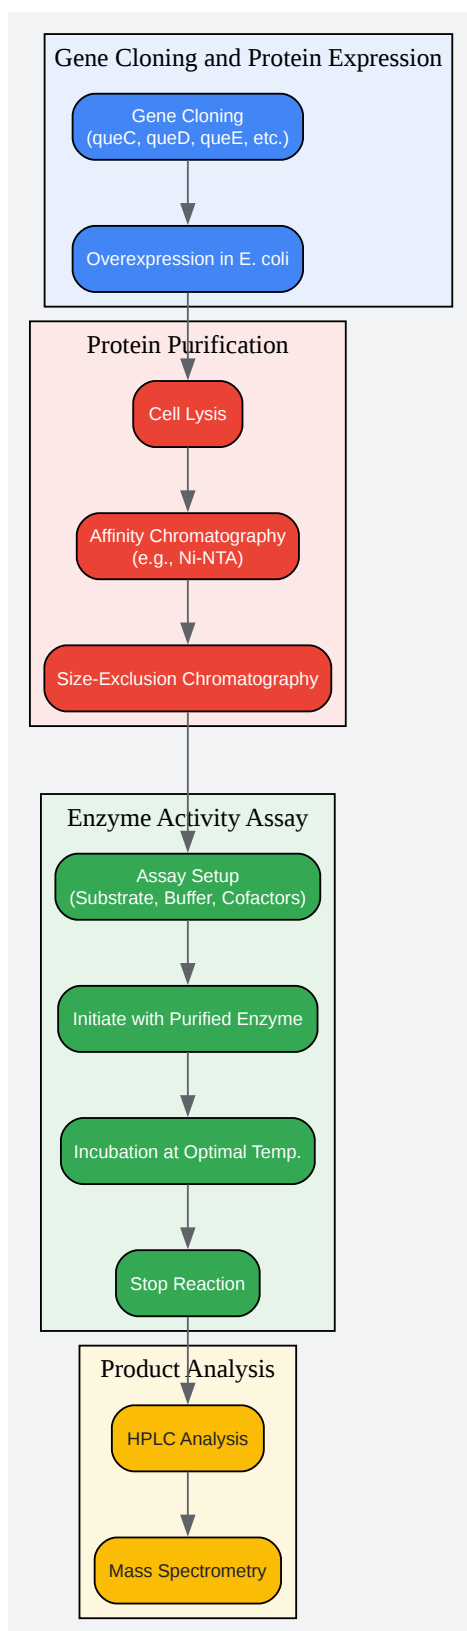 Gene Cloning and Protein Expression
Gene Cloning
(queC, queD, queE, etc.)
Overexpression in E. coli
Protein Purification
Cell Lysis
Affinity Chromatography
(e.g., Ni-NTA)
Size-Exclusion Chromatography
Enzyme Activity Assay
Assay Setup
(Substrate, Buffer, Cofactors)
Initiate with Purified Enzyme
Incubation at Optimal Temp.
Stop Reaction
Product Analysis
HPLC Analysis
Mass Spectrometry